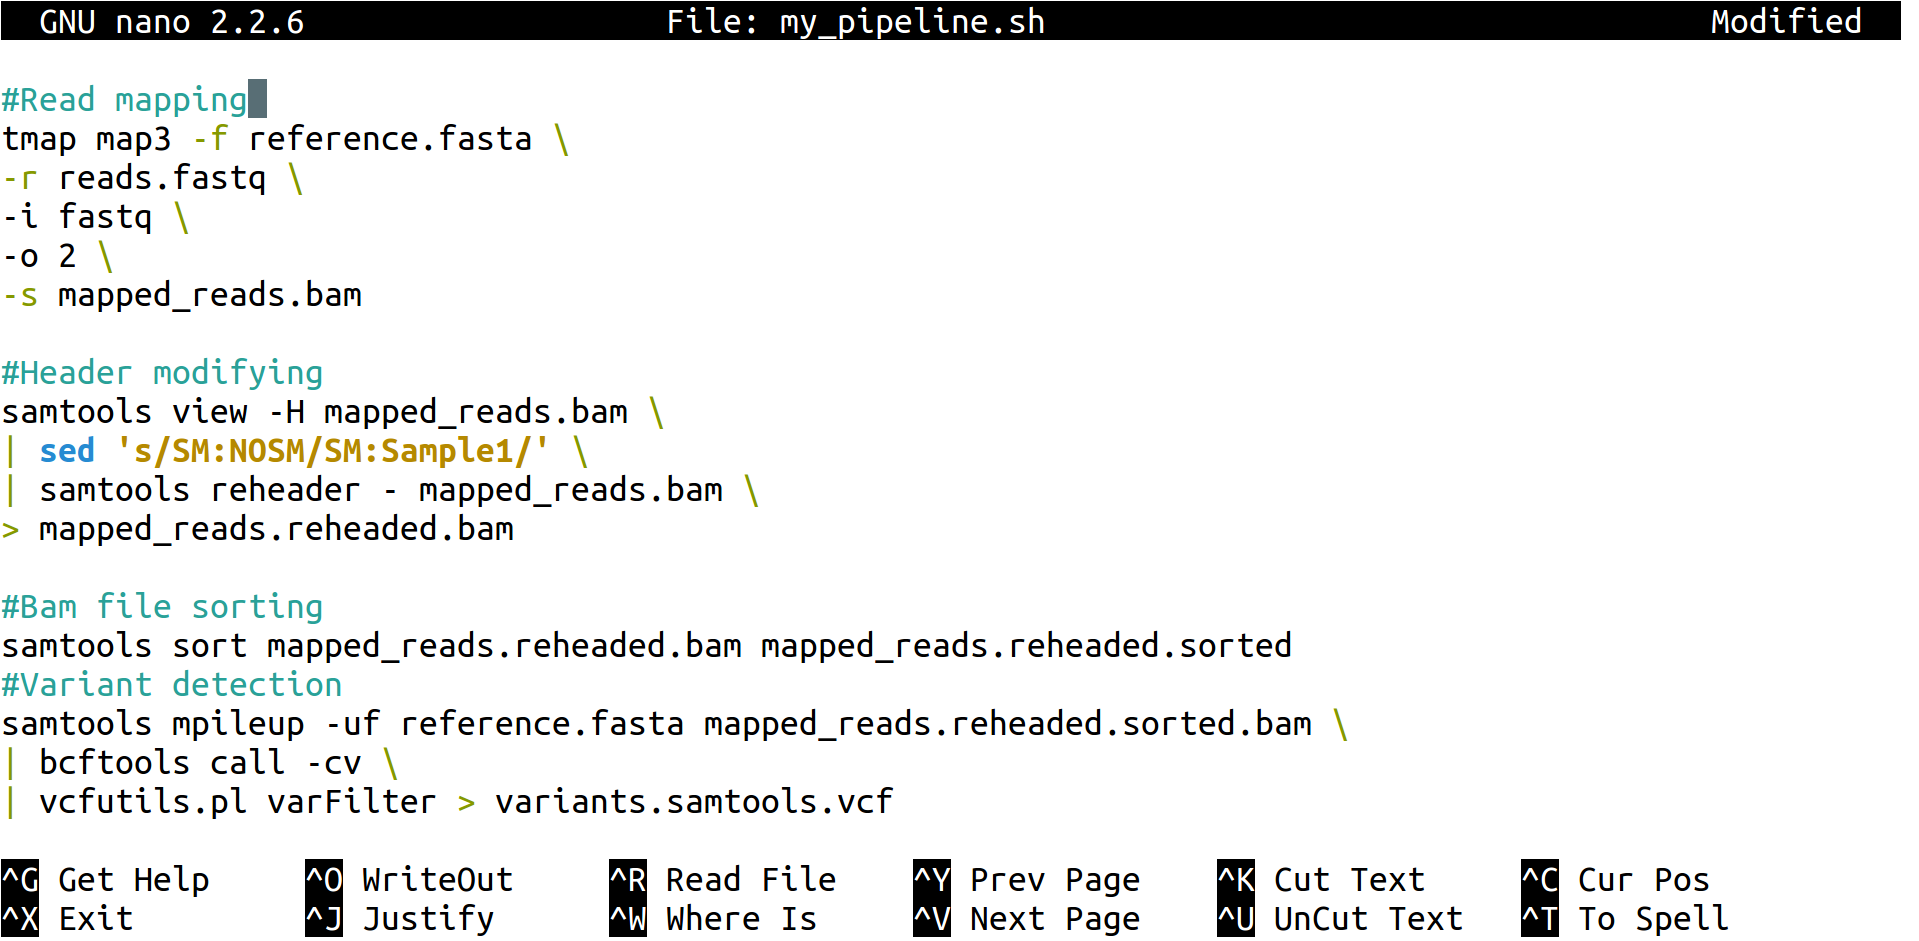 GNU nano 2.2.6 File: my_pipeline.sh Modified
#Read mapping
tmap map3 -f reference.fasta \
-r reads.fastq \
-i fastq \
-o 2 \
-s mapped_reads.bam
#Header modifying
samtools view -H mapped_reads.bam \
| sed 's/SM:NOSM/SM:Sample1/' \
| samtools reheader - mapped_reads.bam \
> mapped_reads.reheaded.bam
#Bam file sorting
samtools sort mapped_reads.reheaded.bam mapped_reads.reheaded.sorted
#Variant detection
samtools mpileup -uf reference.fasta mapped_reads.reheaded.sorted.bam \
| bcftools call -cv \
| vcfutils.pl varFilter > variants.samtools.vcf
^G Get Help ^O WriteOut ^R Read File ^Y Prev Page ^K Cut Text ^C Cur Pos
^X Exit ^J Justify ^W Where Is ^V Next Page ^U UnCut Text ^T To Spell